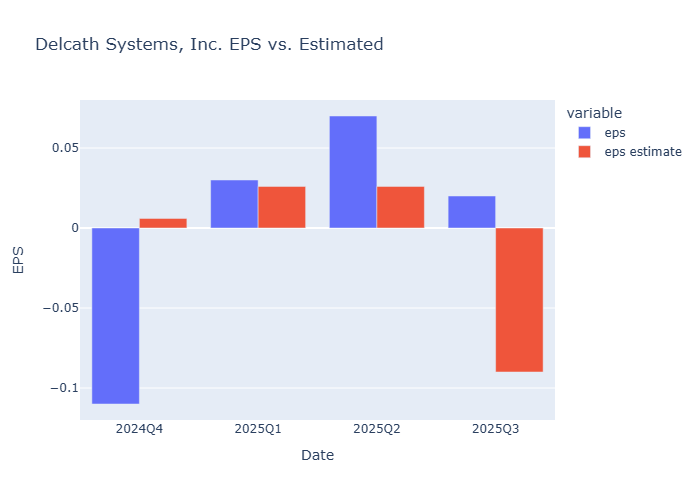 Delcath Systems, Inc. EPS vs. Estimated
variable
eps
eps estimate
0.05
0
−0.05
−0.1
EPS
2024Q4 2025Q1 2025Q2 2025Q3
Date